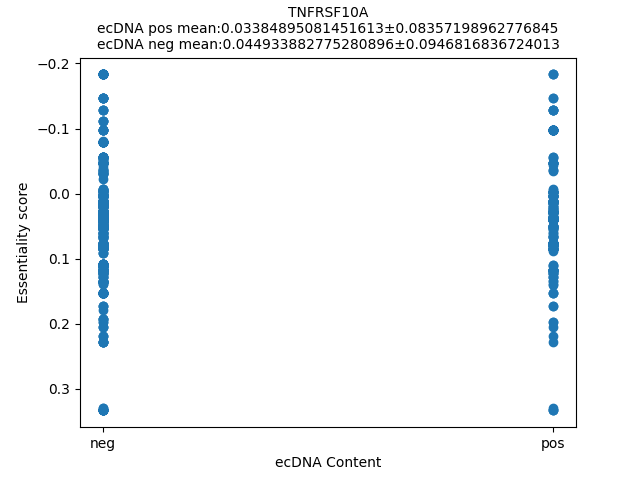 TNFRSF10A
ecDNA pos mean:0.03384895081451613±0.08357198962776845
ecDNA neg mean:0.044933882775280896±0.0946816836724013
−0.2
−0.1
0.0
0.1
0.2
0.3
Essentiality score
neg
pos
ecDNA Content